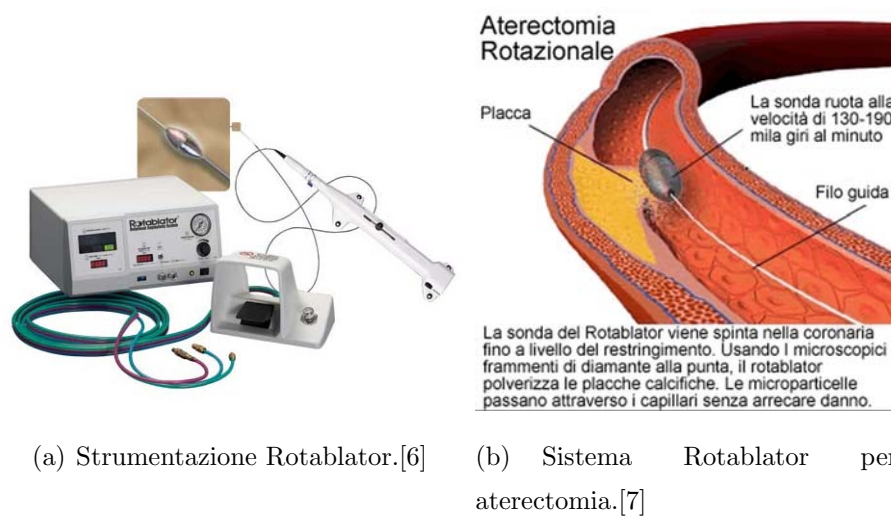 Rotablator
Aterectomia
Rotazionale
Placca
La sonda ruota alla
velocità di 130-190
mila giri al minuto
Filo guida
La sonda del Rotablator viene spinta nella coronaria
fino a livello del restringimento. Usando I microscopici
frammenti di diamante alla punta, il rotablator
polverizza le placche calcifiche. Le microparticelle
passano attraverso i capillari senza arrecare danno.
(a) Strumentazione Rotablator.[6]
(b) Sistema Rotablator per
aterectomia.[7]